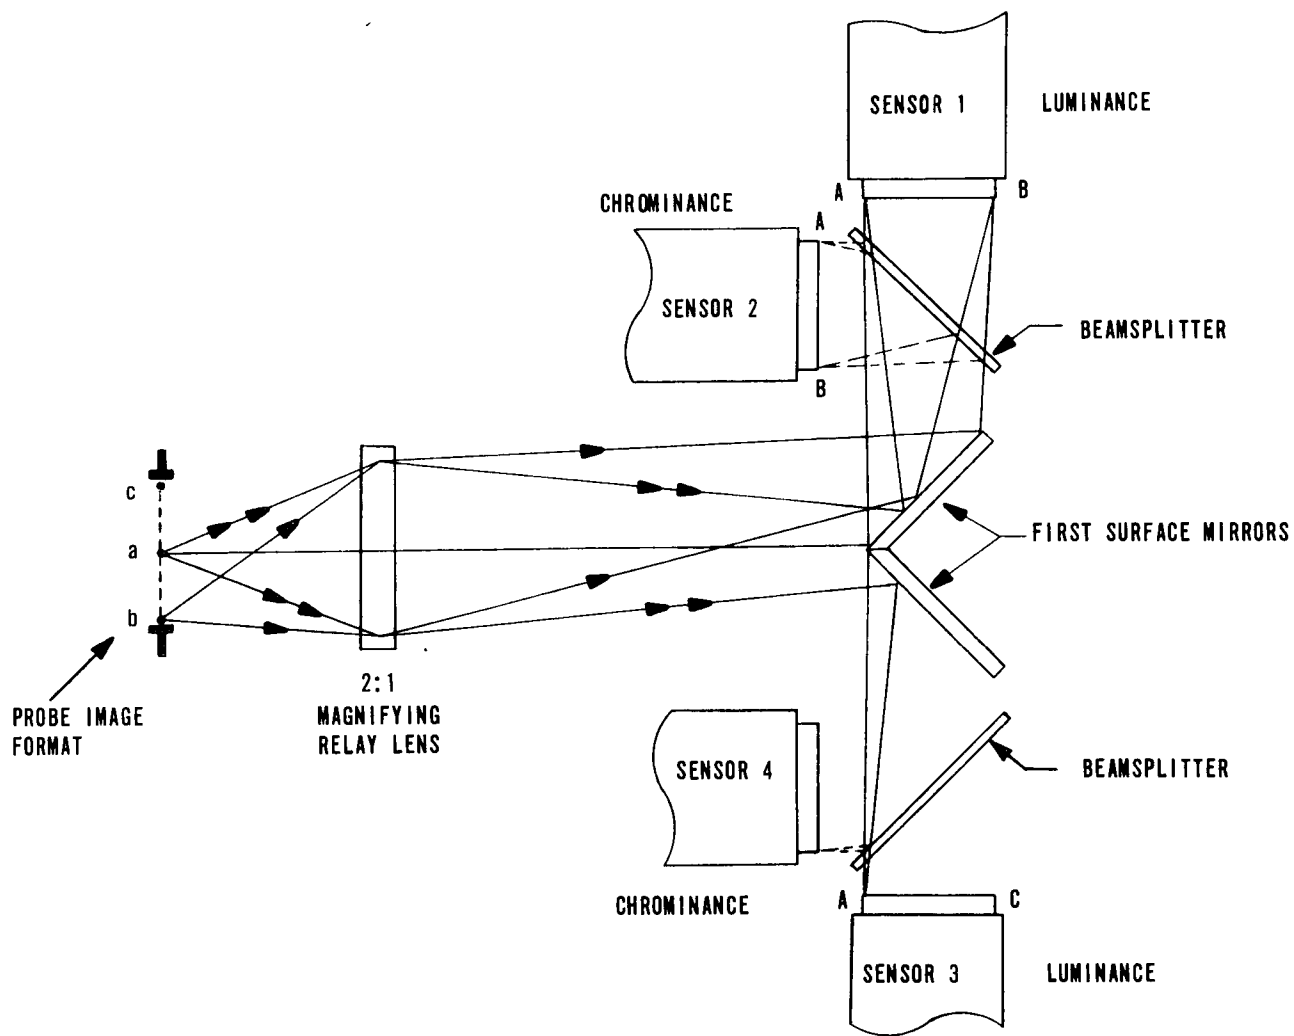 SENSOR 1
LUMINANCE
A
B
CHROMINANCE
A
SENSOR 2
BEAMSPLITTER
B
c
a
b
FIRST SURFACE MIRRORS
PROBE IMAGE
FORMAT
2:1
MAGNIFYING
RELAY LENS
SENSOR 4
BEAMSPLITTER
CHROMINANCE
A
C
SENSOR 3
LUMINANCE